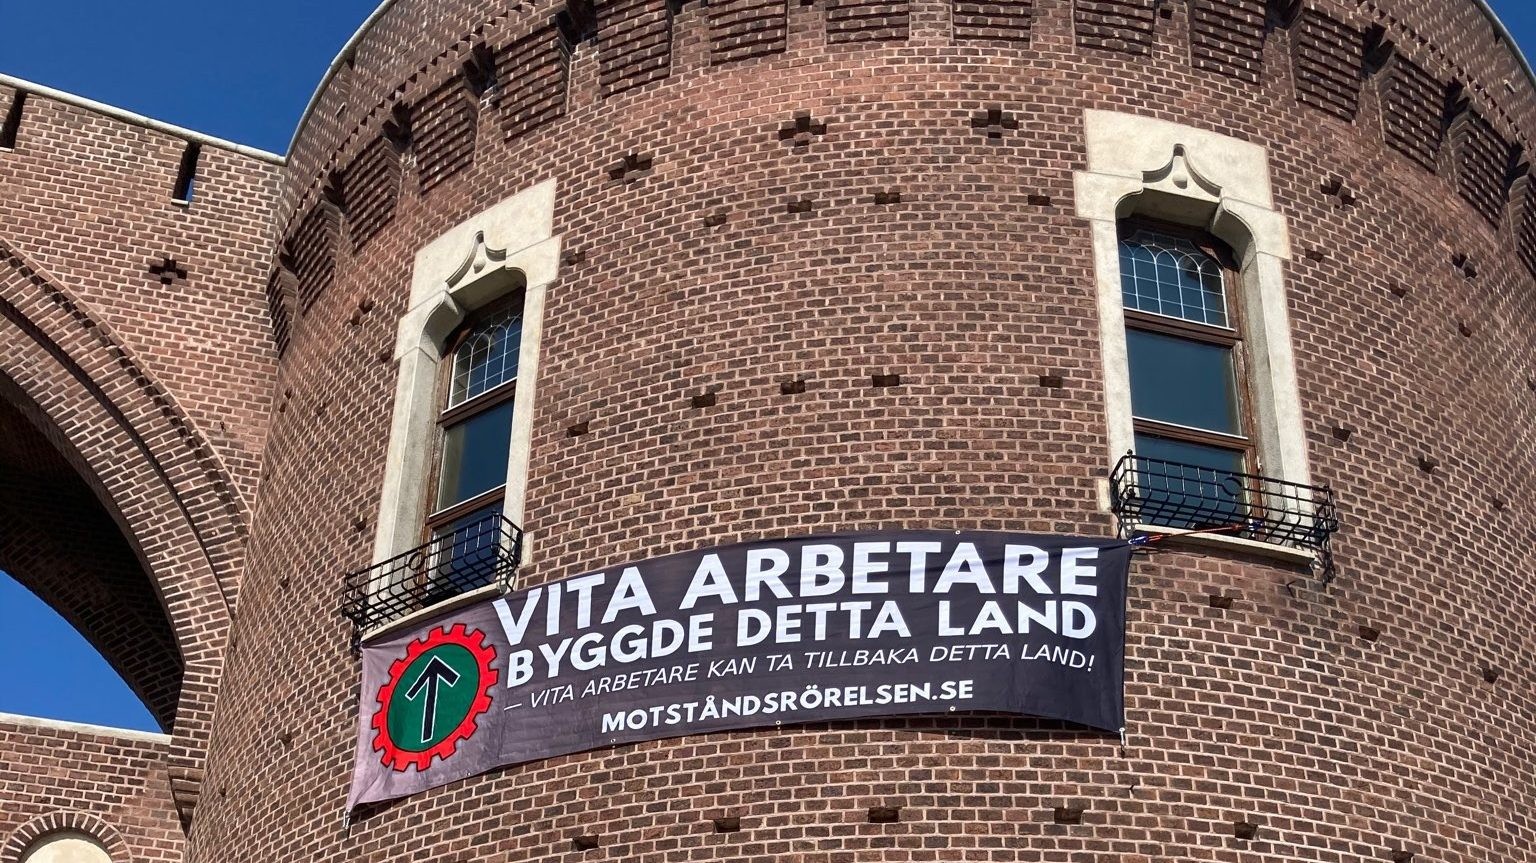 VITA ARBETARE
BYGGDE DETTA LAND
— VITA ARBETARE KAN TA TILLBAKA DETTA LAND!
MOTSTÅNDSRÖRELSEN.SE